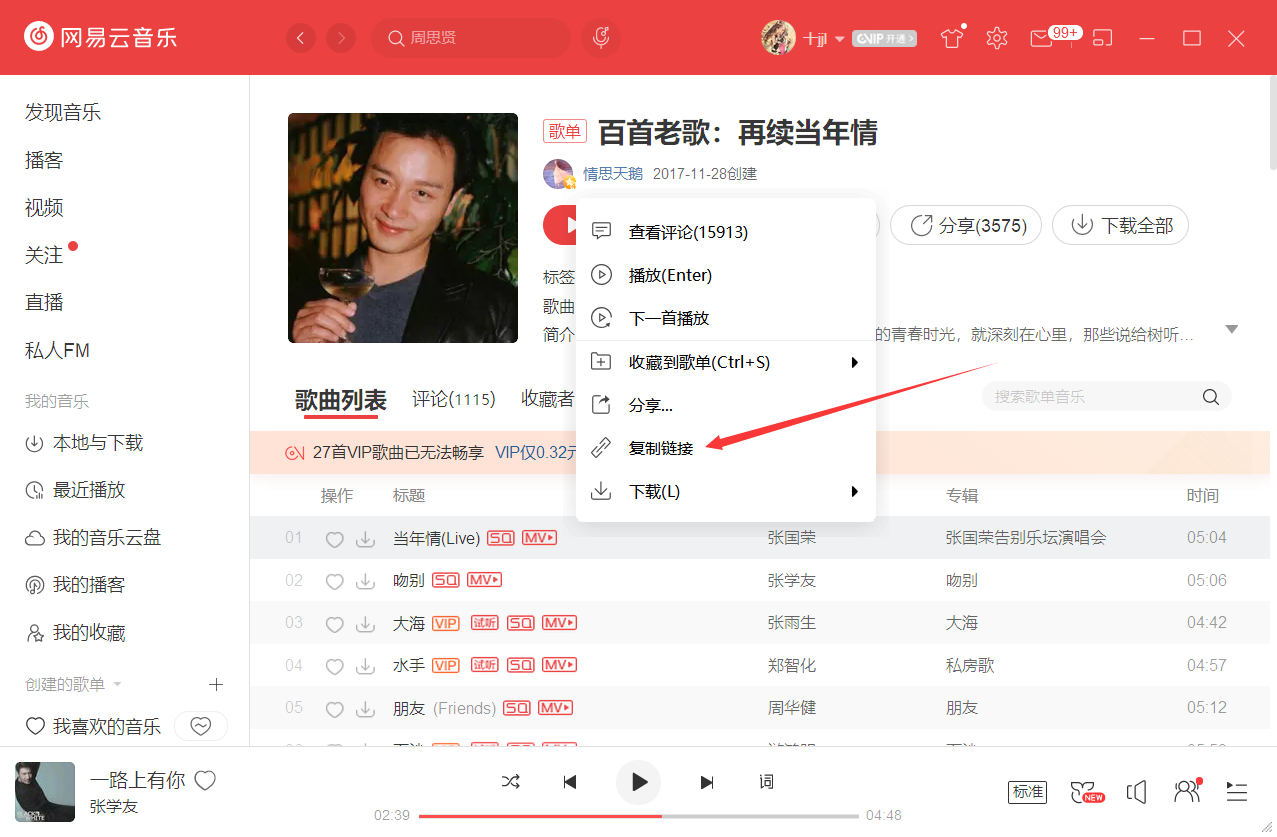 网易云音乐
周思贤
VIP 开通 >
99+
发现音乐
播客
视频
关注
直播
私人FM
我的音乐
本地与下载
最近播放
我的音乐云盘
我的播客
我的收藏
创建的歌单
我喜欢的音乐
歌单 百首老歌：再续当年情
情思天鹅 2017-11-28创建
分享(3575) 下载全部
标签
歌曲
简介
的青春时光，就深刻在心里，那些说给树听...
查看评论(15913)
播放(Enter)
下一首播放
收藏到歌单(Ctrl+S)
分享...
复制链接
下载(L)
歌曲列表 评论(1115) 收藏者
搜索歌单音乐
27首VIP歌曲已无法畅享 VIP仅0.32元
操作 标题 专辑 时间
01 当年情(Live) SQ MV 张国荣 张国荣告别乐坛演唱会 05:04
02 吻别 SQ MV 张学友 吻别 05:06
03 大海 VIP 试听 SQ MV 张雨生 大海 04:42
04 水手 VIP 试听 SQ MV 郑智化 私房歌 04:57
05 朋友 (Friends) SQ MV 周华健 朋友 05:12
一路上有你
张学友
词
02:39 04:48
标准
NEW